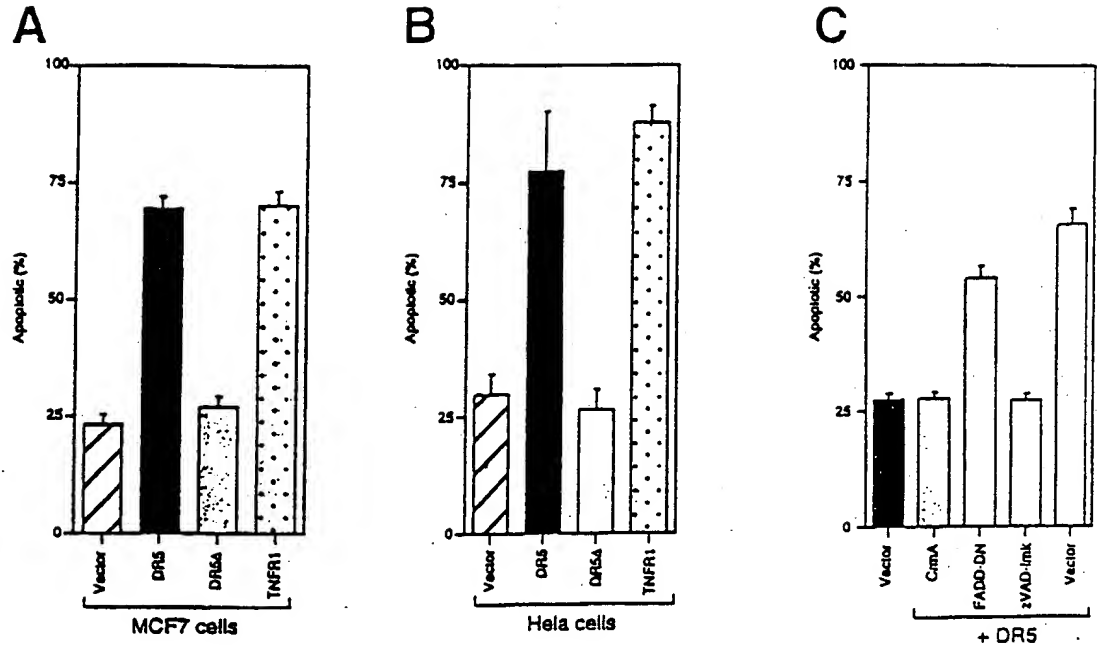 A
100
75
50
25
0
Apoptotic (%)
Vector
DR5
DR5Δ
TNFR1
MCF7 cells
B
100
75
50
25
0
Apoptotic (%)
Vector
DR5
DR5Δ
TNFR1
Hela cells
C
100
75
50
25
0
Apoptotic (%)
Vector
CrmA
FADD-DN
zVAD-fmk
Vector
+ DR5